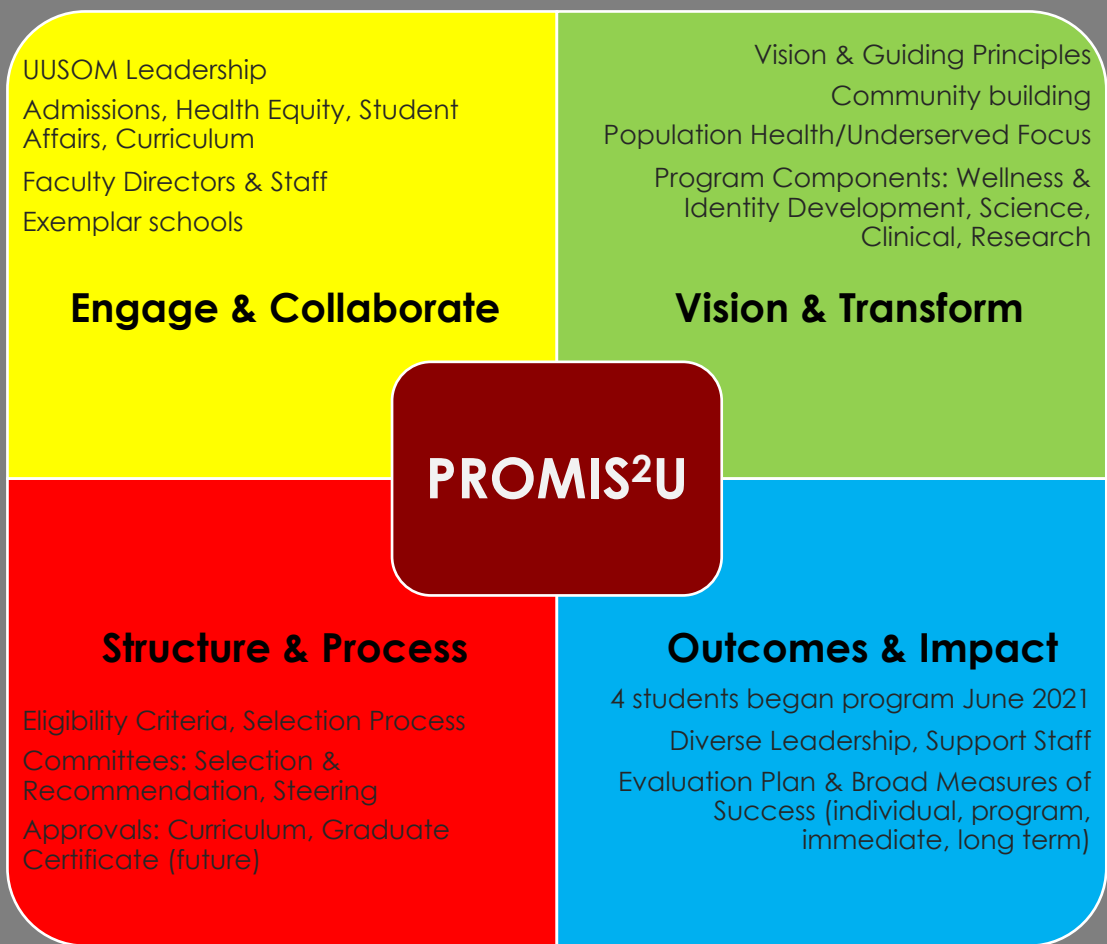 UUSOM Leadership
Admissions, Health Equity, Student
Affairs, Curriculum
Faculty Directors & Staff
Exemplar schools
Engage & Collaborate
Vision & Guiding Principles
Community building
Population Health/Underserved Focus
Program Components: Wellness &
Identity Development, Science,
Clinical, Research
Vision & Transform
PROMIS²U
Structure & Process
Eligibility Criteria, Selection Process
Committees: Selection &
Recommendation, Steering
Approvals: Curriculum, Graduate
Certificate (future)
Outcomes & Impact
4 students began program June 2021
Diverse Leadership, Support Staff
Evaluation Plan & Broad Measures of
Success (individual, program,
immediate, long term)